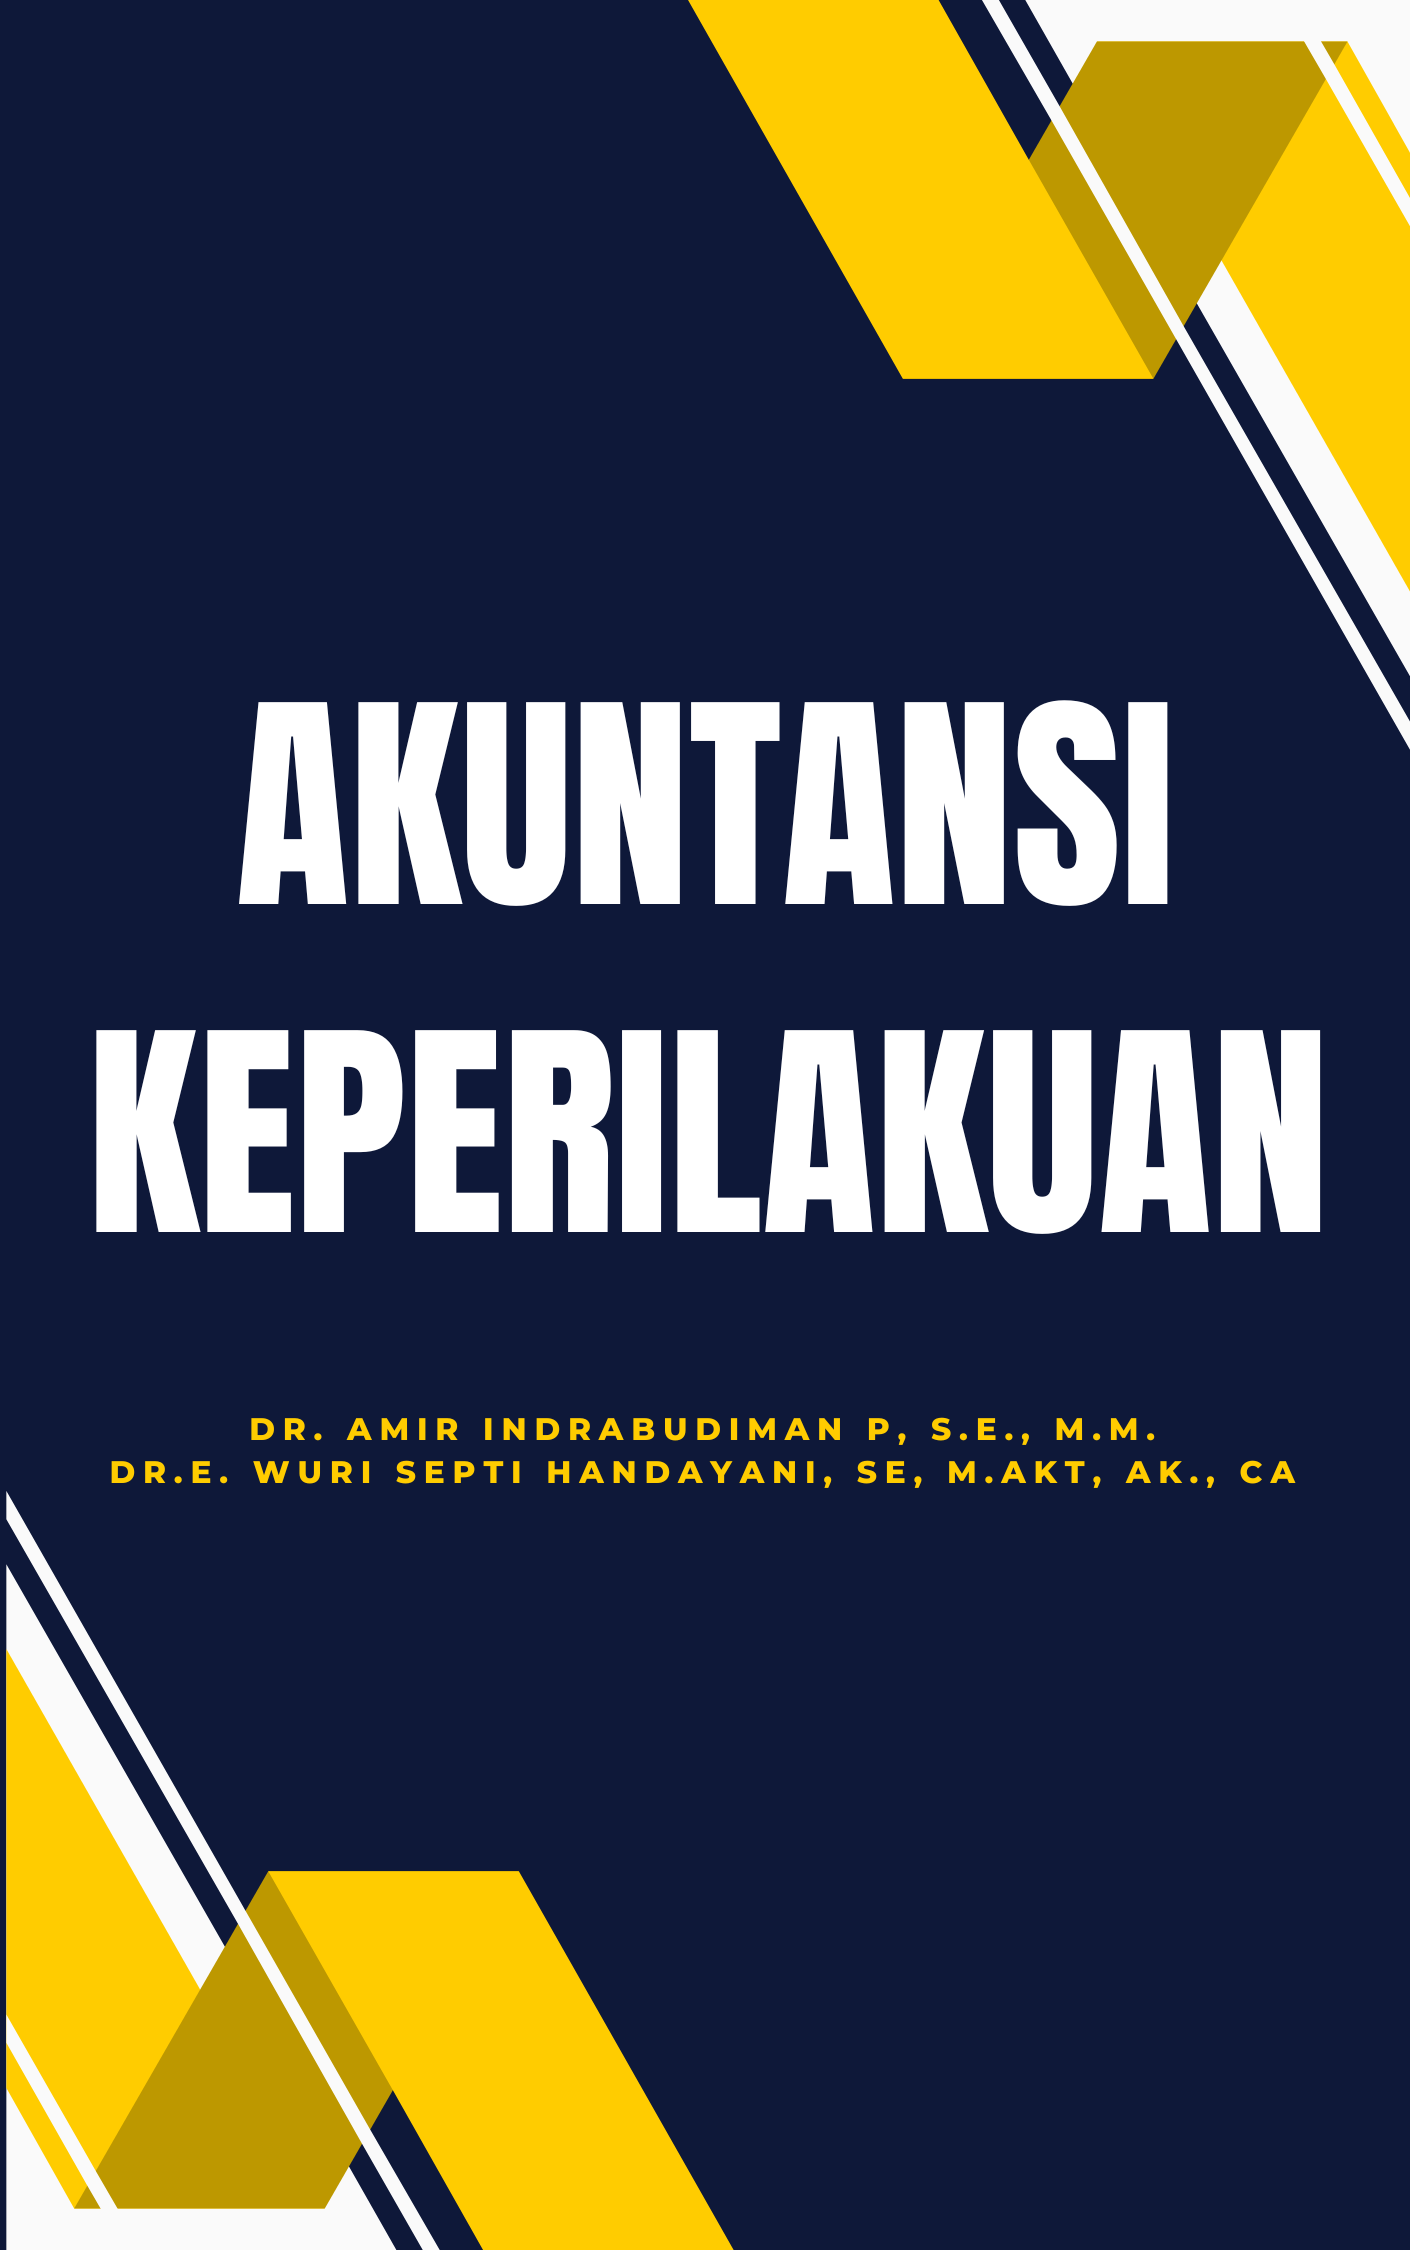 AKUNTANSI
KEPERILAKUAN
DR. AMIR INDRABUDIMAN P, S.E., M.M.
DR.E. WURI SEPTI HANDAYANI, SE, M.AKT, AK., CA